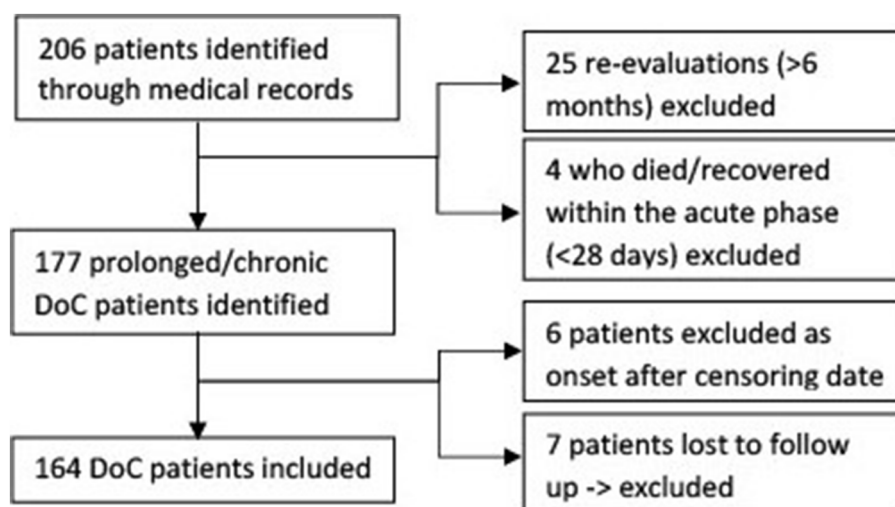 206 patients identified
through medical records
25 re-evaluations (>6
months) excluded
4 who died/recovered
within the acute phase
(<28 days) excluded
177 prolonged/chronic
DoC patients identified
6 patients excluded as
onset after censoring date
164 DoC patients included
7 patients lost to follow
up -> excluded